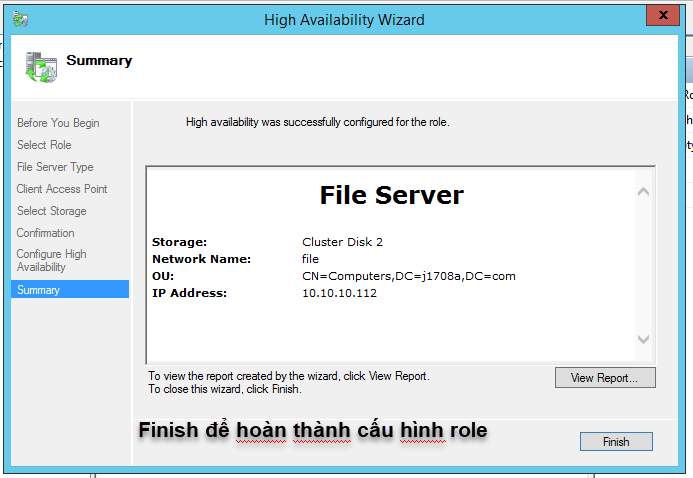 High Availability Wizard
x
Summary
Before You Begin
Select Role
File Server Type
Client Access Point
Select Storage
Confirmation
Configure High
Availability
Summary
High availability was successfully configured for the role.
File Server
Storage: Cluster Disk 2
Network Name: file
OU: CN=Computers,DC=j1708a,DC=com
IP Address: 10.10.10.112
To view the report created by the wizard, click View Report.
To close this wizard, click Finish.
View Report...
Finish để hoàn thành cấu hình role
Finish